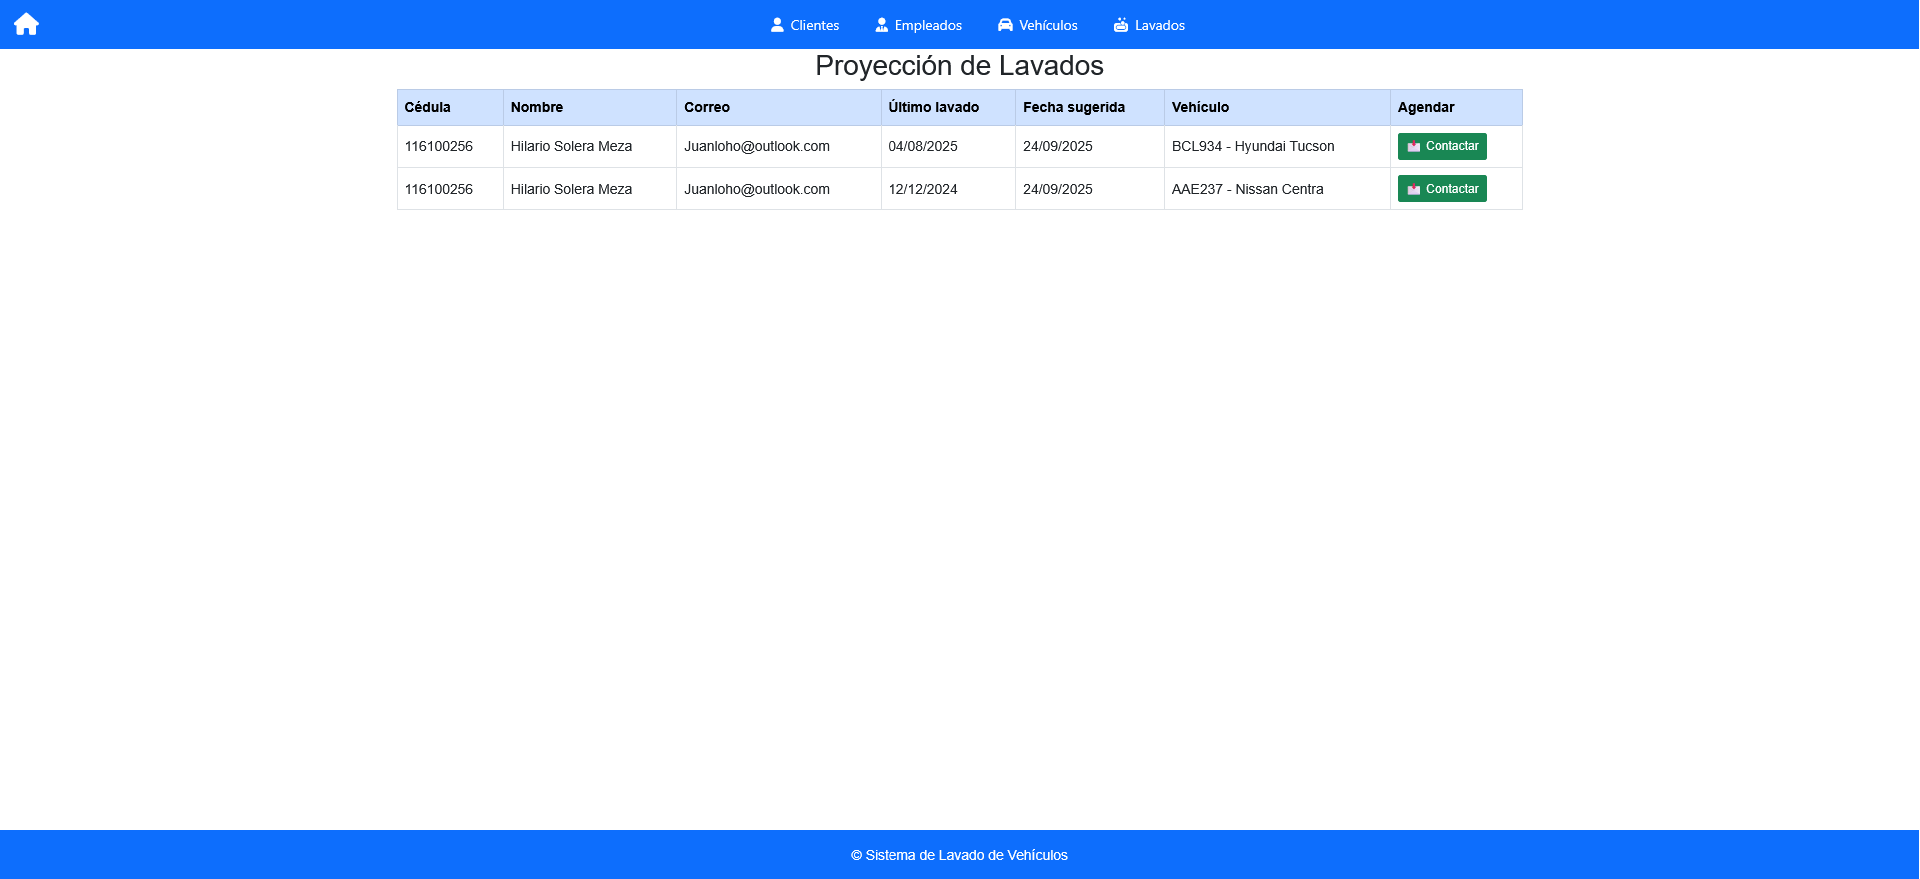 Clientes Empleados Vehículos Lavados
Proyección de Lavados
Cédula Nombre Correo Último lavado Fecha sugerida Vehículo Agendar
116100256 Hilario Solera Meza Juanloho@outlook.com 04/08/2025 24/09/2025 BCL934 - Hyundai Tucson Contactar
116100256 Hilario Solera Meza Juanloho@outlook.com 12/12/2024 24/09/2025 AAE237 - Nissan Centra Contactar
© Sistema de Lavado de Vehículos